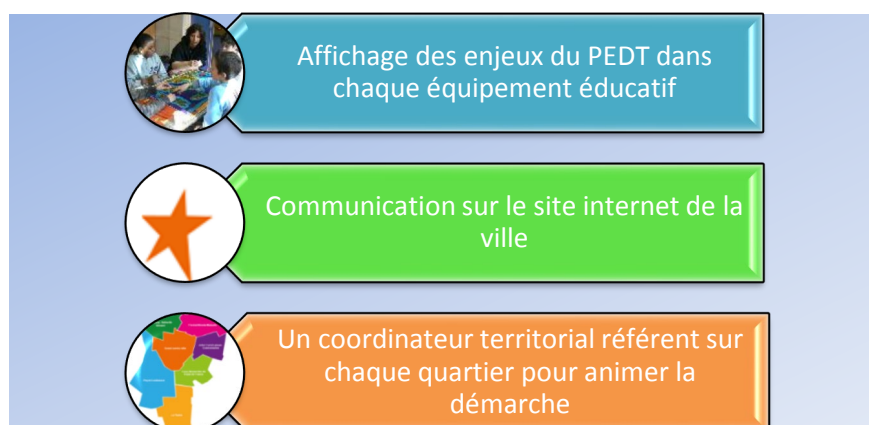 Affichage des enjeux du PEDT dans
chaque équipement éducatif
Communication sur le site internet de la
ville
Un coordinateur territorial référent sur
chaque quartier pour animer la
démarche